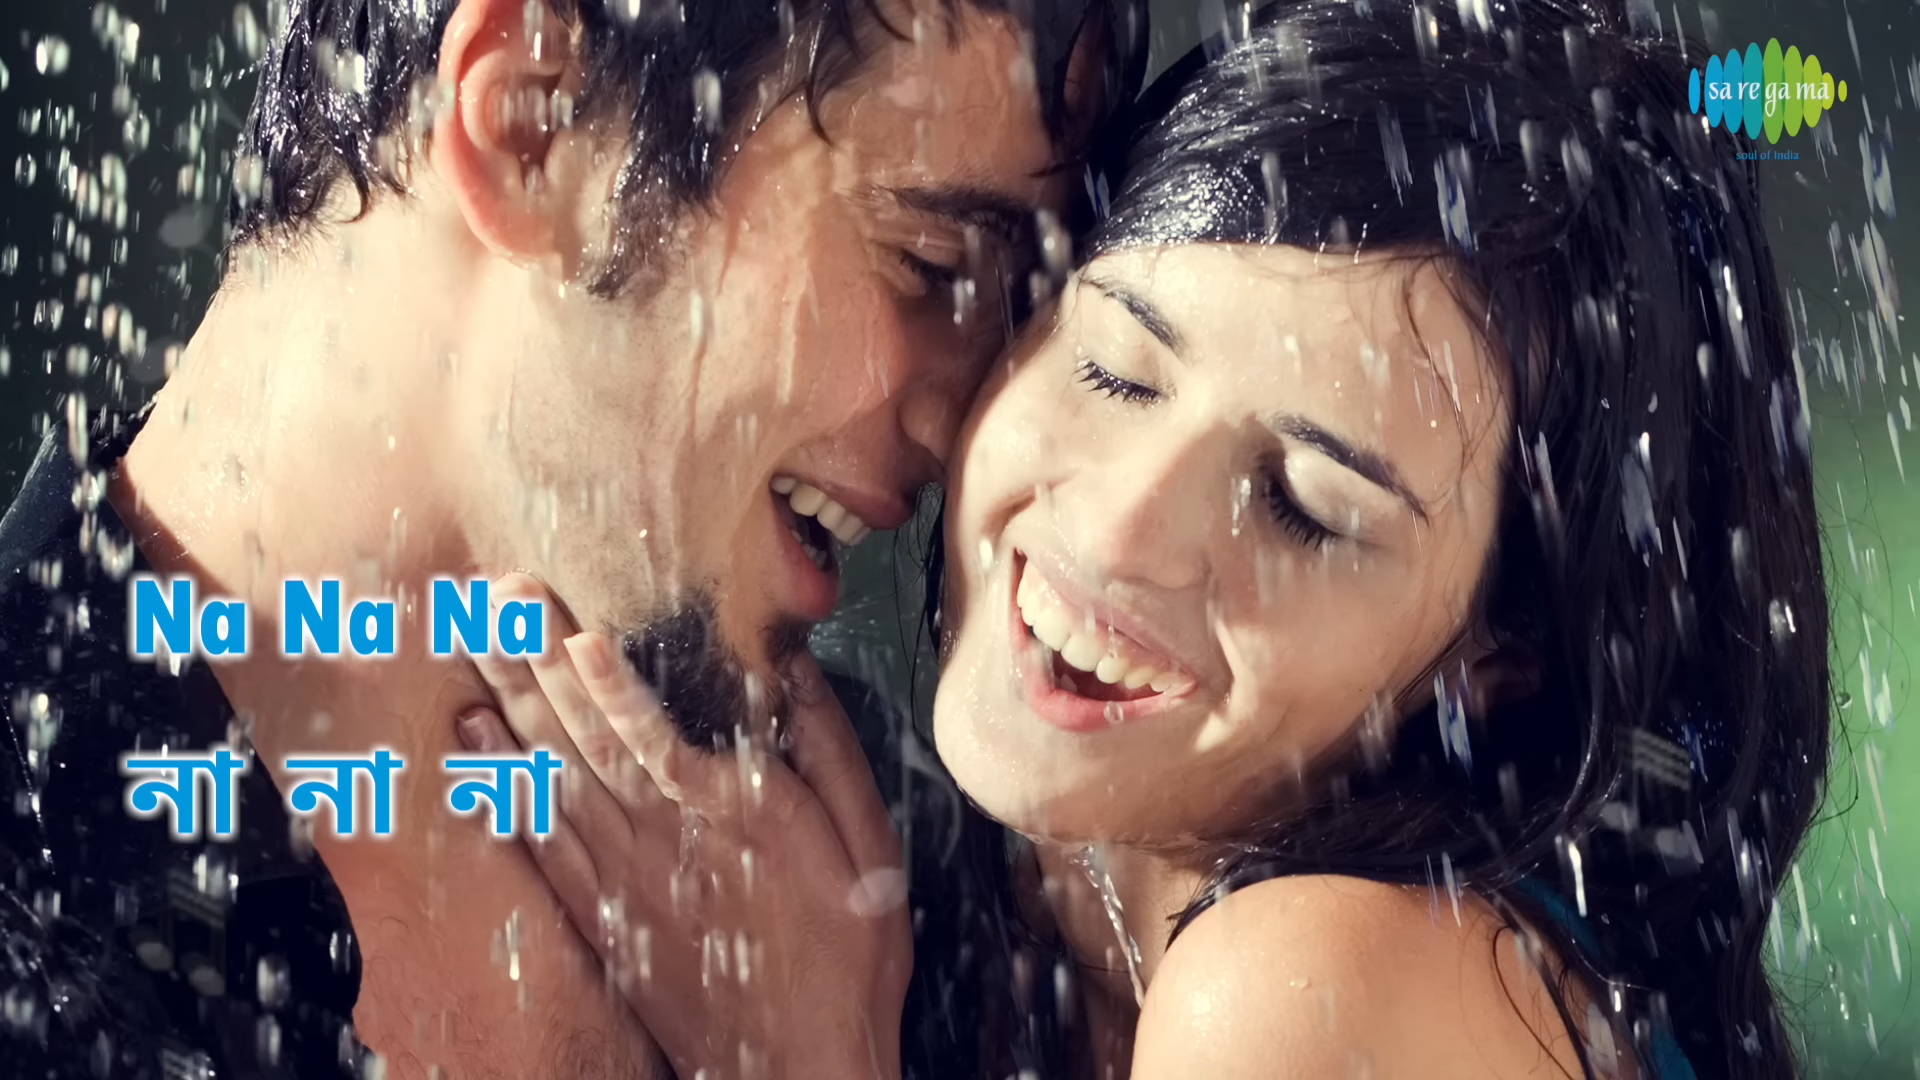 sa re ga ma
soul of India
Na Na Na
না না না